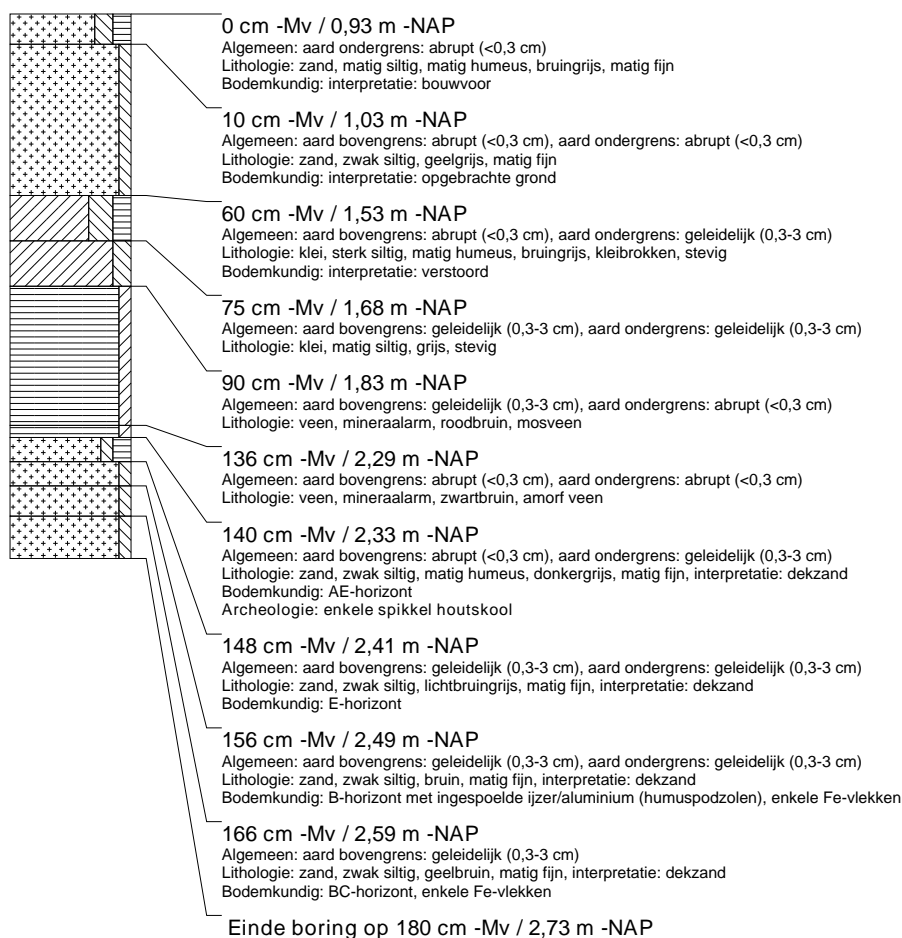 0 cm -Mv / 0,93 m -NAP
Algemeen: aard ondergrens: abrupt (<0,3 cm)
Lithologie: zand, matig siltig, matig humeus, bruingrijs, matig fijn
Bodemkundig: interpretatie: bouwvoor
10 cm -Mv / 1,03 m -NAP
Algemeen: aard bovengrens: abrupt (<0,3 cm), aard ondergrens: abrupt (<0,3 cm)
Lithologie: zand, zwak siltig, geelgrijs, matig fijn
Bodemkundig: interpretatie: opgebrachte grond
60 cm -Mv / 1,53 m -NAP
Algemeen: aard bovengrens: abrupt (<0,3 cm), aard ondergrens: geleidelijk (0,3-3 cm)
Lithologie: klei, sterk siltig, matig humeus, bruingrijs, kleibrokken, stevig
Bodemkundig: interpretatie: verstoord
75 cm -Mv / 1,68 m -NAP
Algemeen: aard bovengrens: geleidelijk (0,3-3 cm), aard ondergrens: geleidelijk (0,3-3 cm)
Lithologie: klei, matig siltig, grijs, stevig
90 cm -Mv / 1,83 m -NAP
Algemeen: aard bovengrens: geleidelijk (0,3-3 cm), aard ondergrens: abrupt (<0,3 cm)
Lithologie: veen, mineraalarm, roodbruin, mosveen
136 cm -Mv / 2,29 m -NAP
Algemeen: aard bovengrens: abrupt (<0,3 cm), aard ondergrens: abrupt (<0,3 cm)
Lithologie: veen, mineraalarm, zwartbruin, amorf veen
140 cm -Mv / 2,33 m -NAP
Algemeen: aard bovengrens: abrupt (<0,3 cm), aard ondergrens: geleidelijk (0,3-3 cm)
Lithologie: zand, zwak siltig, matig humeus, donkergrijs, matig fijn, interpretatie: dekzand
Bodemkundig: AE-horizont
Archeologie: enkele spikkel houtskool
148 cm -Mv / 2,41 m -NAP
Algemeen: aard bovengrens: geleidelijk (0,3-3 cm), aard ondergrens: geleidelijk (0,3-3 cm)
Lithologie: zand, zwak siltig, lichtbruingrijs, matig fijn, interpretatie: dekzand
Bodemkundig: E-horizont
156 cm -Mv / 2,49 m -NAP
Algemeen: aard bovengrens: geleidelijk (0,3-3 cm), aard ondergrens: geleidelijk (0,3-3 cm)
Lithologie: zand, zwak siltig, bruin, matig fijn, interpretatie: dekzand
Bodemkundig: B-horizont met ingespoelde ijzer/aluminium (humuspodzolen), enkele Fe-vlekken
166 cm -Mv / 2,59 m -NAP
Algemeen: aard bovengrens: geleidelijk (0,3-3 cm)
Lithologie: zand, zwak siltig, geelbruin, matig fijn, interpretatie: dekzand
Bodemkundig: BC-horizont, enkele Fe-vlekken
Einde boring op 180 cm -Mv / 2,73 m -NAP